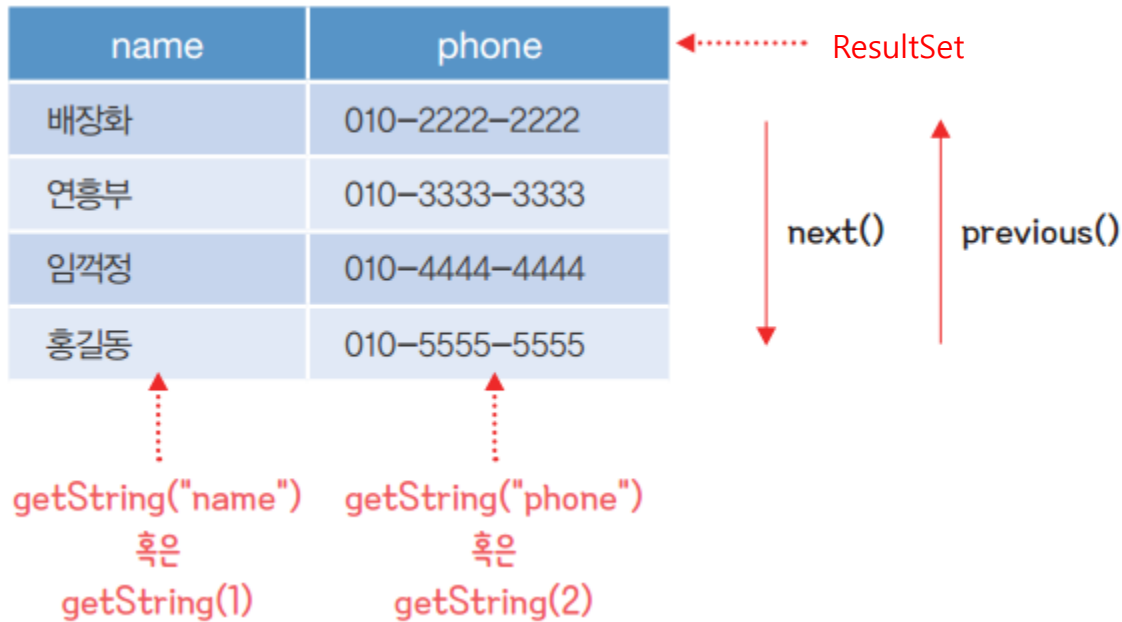 name phone ResultSet
배장화 010-2222-2222
연흥부 010-3333-3333
next() previous()
임꺽정 010-4444-4444
홍길동 010-5555-5555
getString("name") getString("phone")
혹은 혹은
getString(1) getString(2)